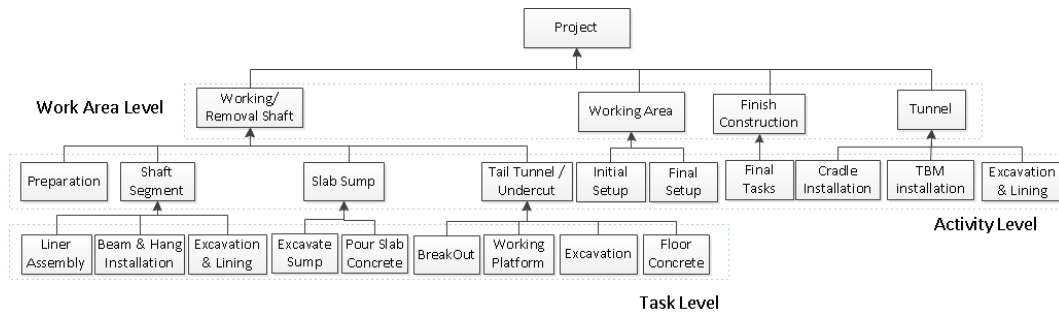 Project
Work Area Level
Working/
Removal Shaft
Working Area
Finish
Construction
Tunnel
Preparation
Shaft
Segment
Slab Sump
Tail Tunnel /
Undercut
Initial
Setup
Final
Setup
Final
Tasks
Cradle
Installation
TBM
installation
Excavation
& Lining
Activity Level
Liner
Assembly
Beam & Hang
Installation
Excavation
& Lining
Excavate
Sump
Pour Slab
Concrete
BreakOut
Working
Platform
Excavation
Floor
Concrete
Task Level